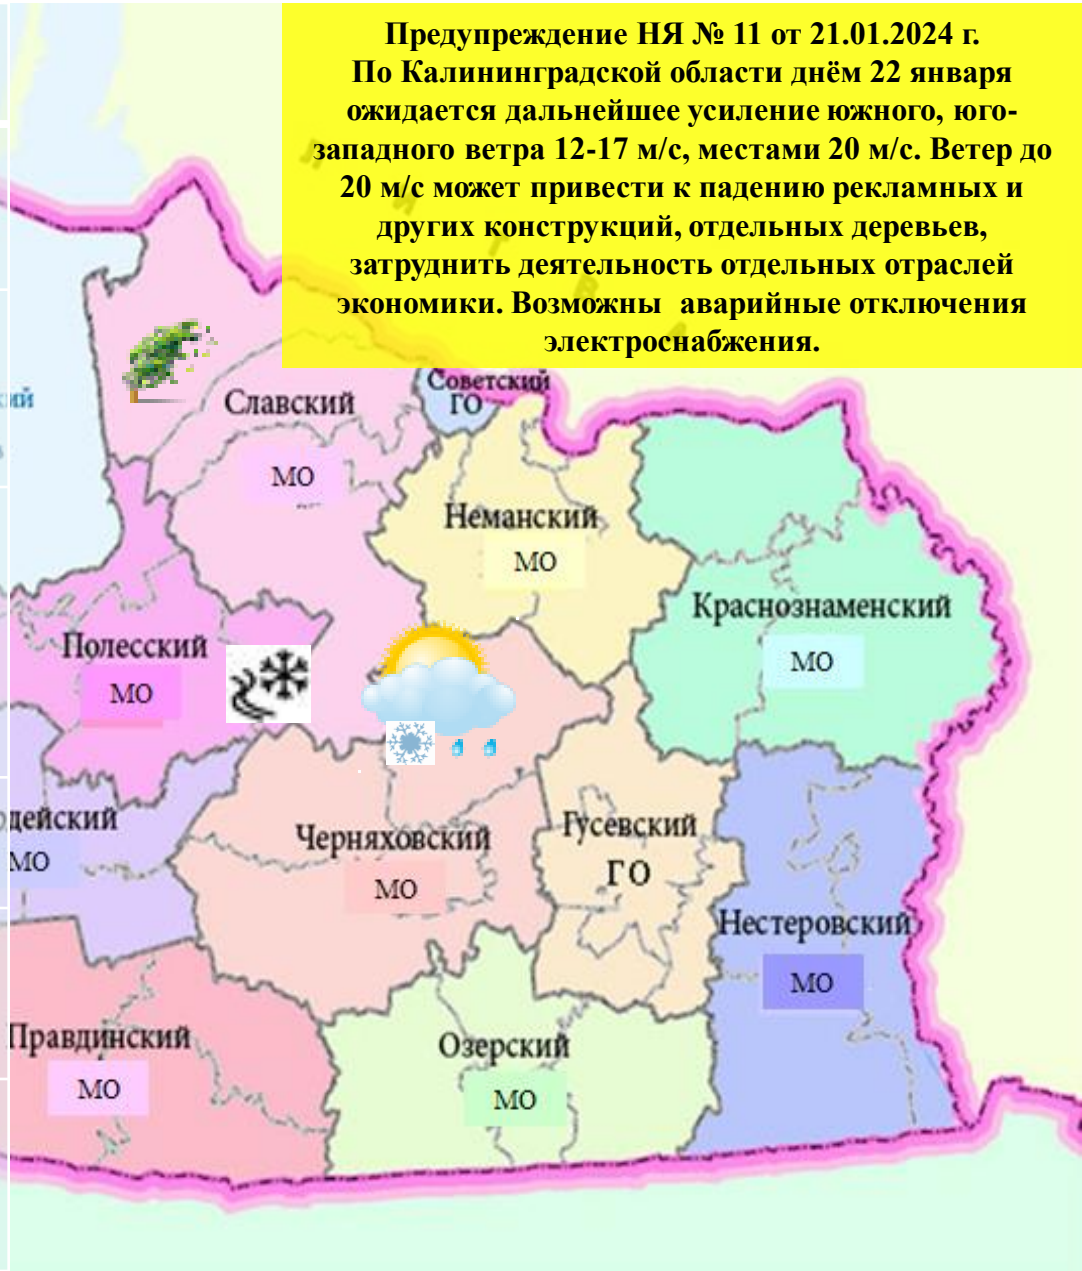 Предупреждение НЯ № 11 от 21.01.2024 г.
По Калининградской области днём 22 января
ожидается дальнейшее усиление южного, юго-
западного ветра 12-17 м/с, местами 20 м/с. Ветер до
20 м/с может привести к падению рекламных и
других конструкций, отдельных деревьев,
затруднить деятельность отдельных отраслей
экономики. Возможны  аварийные отключения
электроснабжения.
Советский
ГО
ий
Славский
МО
Неманский
МО
Краснознаменский
МО
Полесский
МО
дейский
МО
Черняховский
МО
Гусевский
ГО
Нестеровский
МО
Правдинский
МО
Озерский
МО